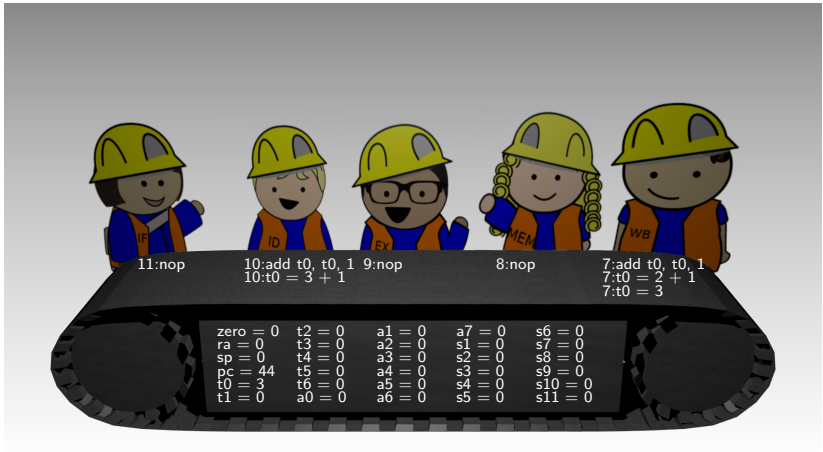 IF
ID
EX
MEM
WB
11:nop
10:add t0, t0, 1
10:t0 = 3 + 1
9:nop
8:nop
7:add t0, t0, 1
7:t0 = 2 + 1
7:t0 = 3
zero = 0 t2 = 0 a1 = 0 a7 = 0 s6 = 0
ra = 0 t3 = 0 a2 = 0 s1 = 0 s7 = 0
sp = 0 t4 = 0 a3 = 0 s2 = 0 s8 = 0
pc = 44 t5 = 0 a4 = 0 s3 = 0 s9 = 0
t0 = 3 t6 = 0 a5 = 0 s4 = 0 s10 = 0
t1 = 0 a0 = 0 a6 = 0 s5 = 0 s11 = 0